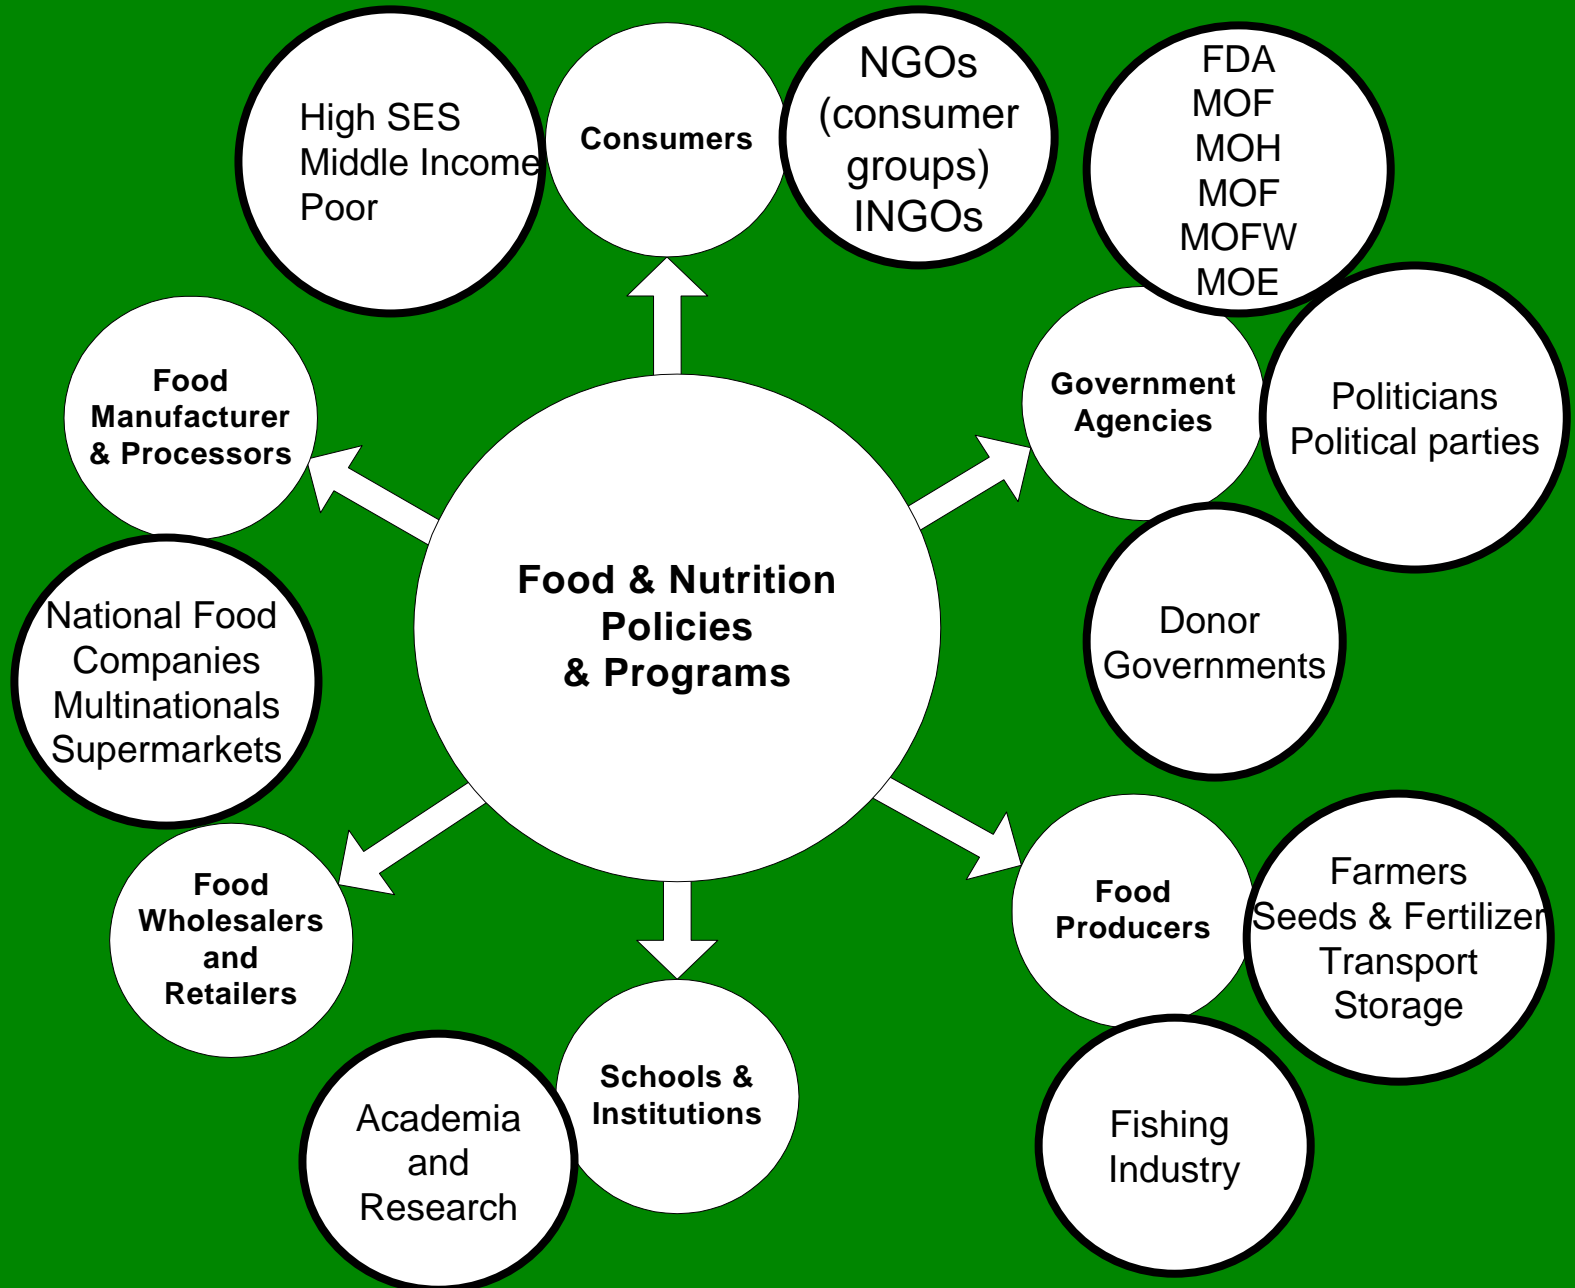 High SES
Middle Income
Poor
Consumers
NGOs
(consumer
groups)
INGOs
FDA
MOF
MOH
MOF
MOFW
MOE
Food
Manufacturer
& Processors
Government
Agencies
Politicians
Political parties
Food & Nutrition
Policies
& Programs
National Food
Companies
Multinationals
Supermarkets
Donor
Governments
Food
Wholesalers
and
Retailers
Food
Producers
Farmers
Seeds & Fertilizer
Transport
Storage
Schools &
Institutions
Academia
and
Research
Fishing
Industry